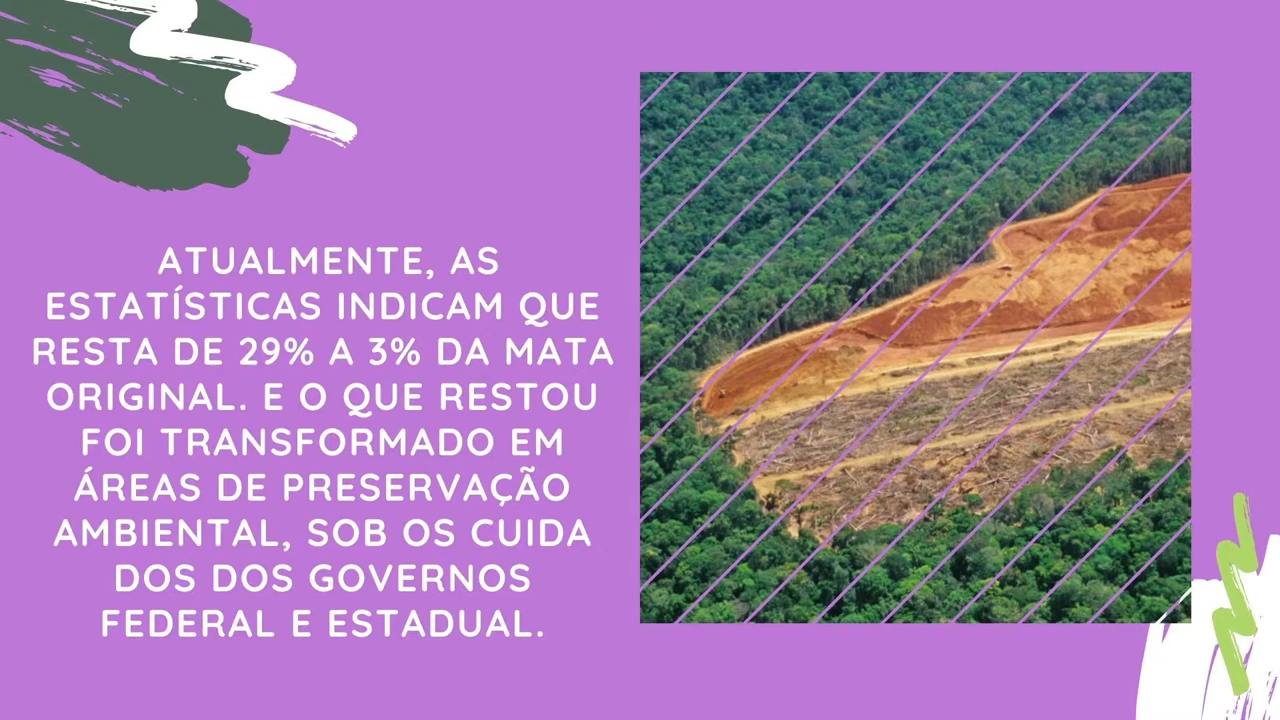 ATUALMENTE, AS
ESTATÍSTICAS INDICAM QUE
RESTA DE 29% A 3% DA MATA
ORIGINAL. E O QUE RESTOU
FOI TRANSFORMADO EM
ÁREAS DE PRESERVAÇÃO
AMBIENTAL, SOB OS CUIDA
DOS DOS GOVERNOS
FEDERAL E ESTADUAL.